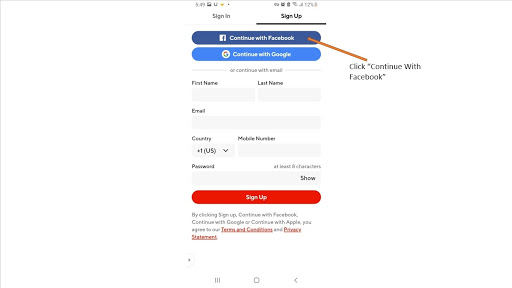 5:49 12%
Sign In Sign Up
Continue with Facebook
Continue with Google
or continue with email
First Name Last Name
Email
Country Mobile Number
+1 (US)
Password at least 8 characters
Show
Sign Up
By clicking Sign up, Continue with Facebook,
Continue with Google or Continue with Apple, you
agree to our Terms and Conditions and Privacy
Statement.
Click "Continue With
Facebook"